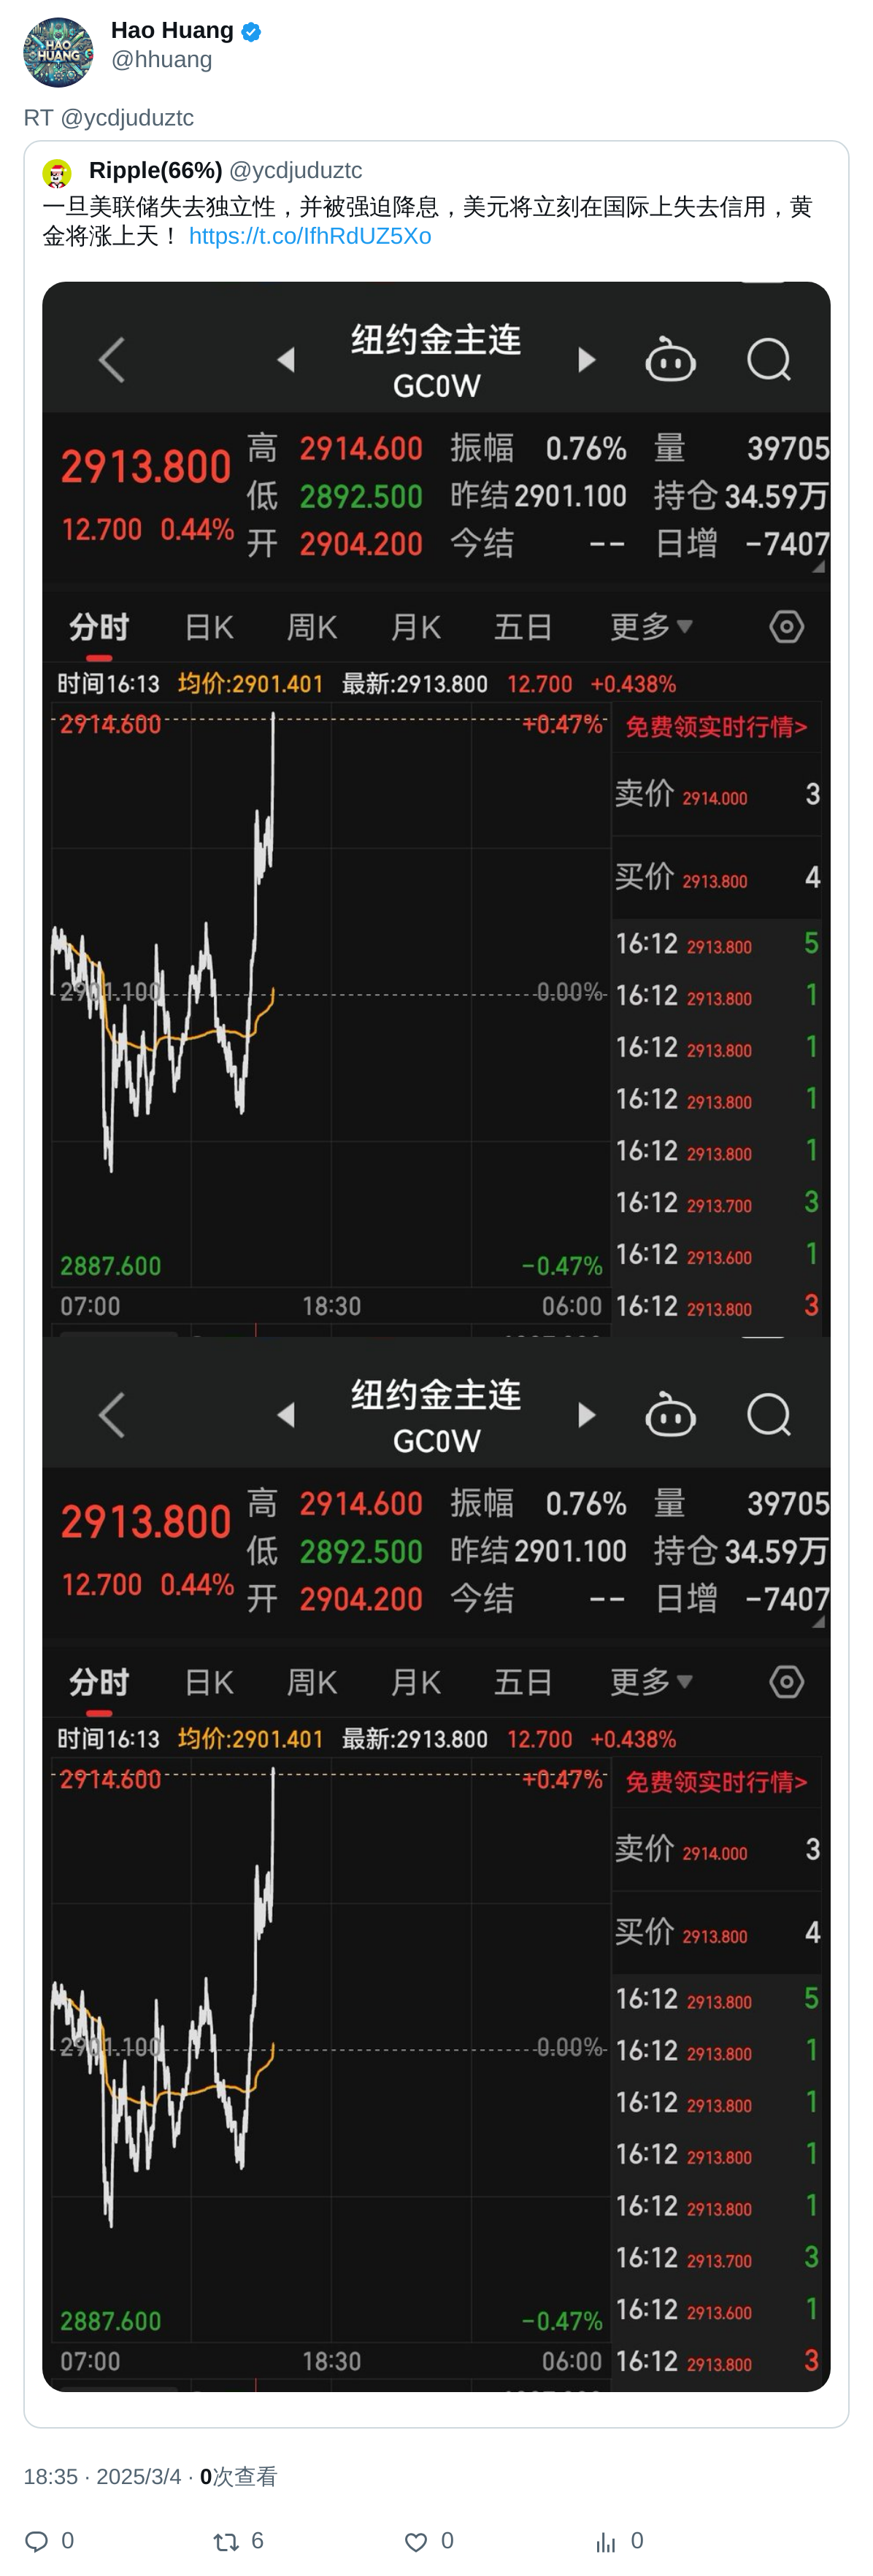 Hao Huang
@hhuang
RT @ycdjuduztc
Ripple(66%) @ycdjuduztc
一旦美联储失去独立性，并被强迫降息，美元将立刻在国际上失去信用，黄
金将涨上天！ https://t.co/IfhRdUZ5Xo
纽约金主连
GC0W
2913.800 高 2914.600 振幅 0.76% 量 39705
低 2892.500 昨结 2901.100 持仓 34.59万
12.700 0.44% 开 2904.200 今结 -- 日增 -7407
分时 日K 周K 月K 五日 更多
时间16:13 均价:2901.401 最新:2913.800 12.700 +0.438%
2914.600 +0.47% 免费领实时行情>
卖价 2914.000 3
买价 2913.800 4
16:12 2913.800 5
2901.100 0.00% 16:12 2913.800 1
16:12 2913.800 1
16:12 2913.800 1
16:12 2913.800 1
16:12 2913.700 3
2887.600 -0.47% 16:12 2913.600 1
07:00 18:30 06:00 16:12 2913.800 3
纽约金主连
GC0W
2913.800 高 2914.600 振幅 0.76% 量 39705
低 2892.500 昨结 2901.100 持仓 34.59万
12.700 0.44% 开 2904.200 今结 -- 日增 -7407
分时 日K 周K 月K 五日 更多
时间16:13 均价:2901.401 最新:2913.800 12.700 +0.438%
2914.600 +0.47% 免费领实时行情>
卖价 2914.000 3
买价 2913.800 4
16:12 2913.800 5
2901.100 0.00% 16:12 2913.800 1
16:12 2913.800 1
16:12 2913.800 1
16:12 2913.800 1
16:12 2913.700 3
2887.600 -0.47% 16:12 2913.600 1
07:00 18:30 06:00 16:12 2913.800 3
18:35 · 2025/3/4 · 0次查看
0 6 0 0